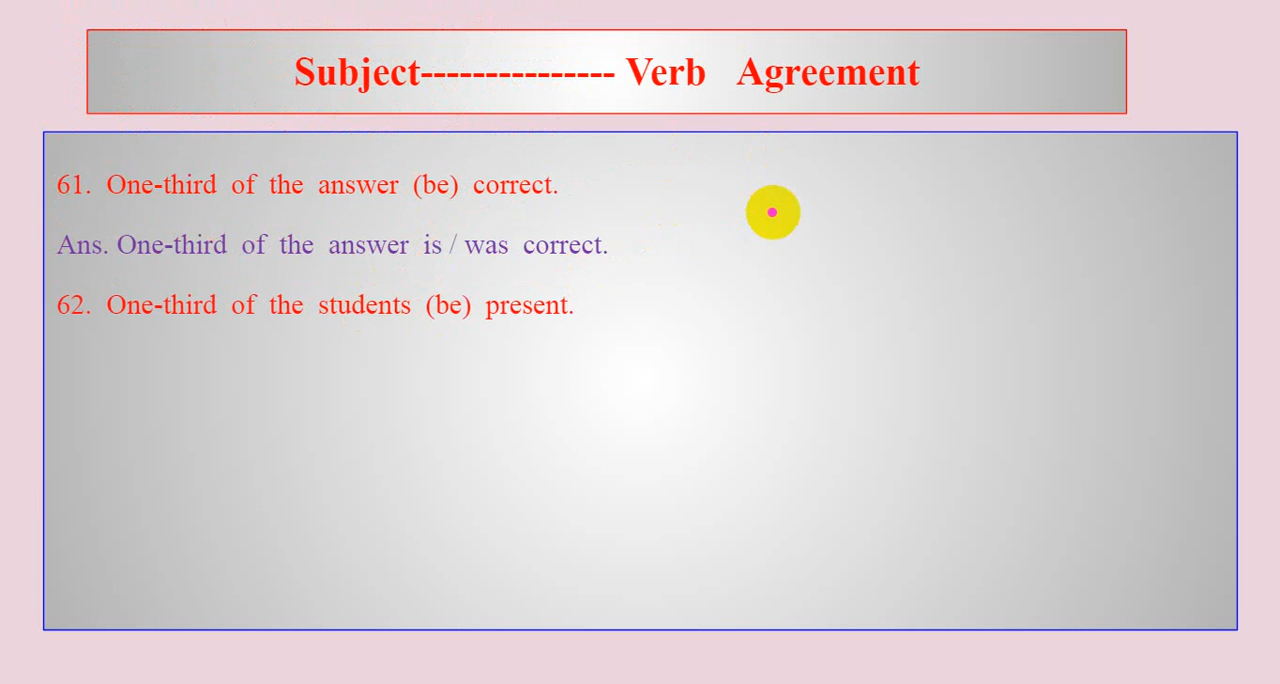 Subject--------------- Verb Agreement
61. One-third of the answer (be) correct.
Ans. One-third of the answer is / was correct.
62. One-third of the students (be) present.